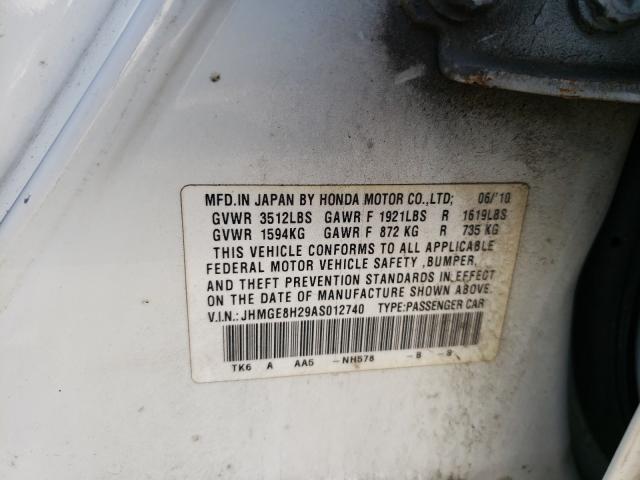 MFD.IN JAPAN BY HONDA MOTOR CO.,LTD; 06/'10
GVWR 3512LBS GAWR F 1921LBS R 1619LBS
GVWR 1594KG GAWR F 872 KG R 735 KG
THIS VEHICLE CONFORMS TO ALL APPLICABLE
FEDERAL MOTOR VEHICLE SAFETY ,BUMPER,
AND THEFT PREVENTION STANDARDS IN EFFECT
ON THE DATE OF MANUFACTURE SHOWN ABOVE.
V.I.N.: JHMGE8H29AS012740 TYPE:PASSENGER CAR
TK6 A AA5 -NH578 -B -B